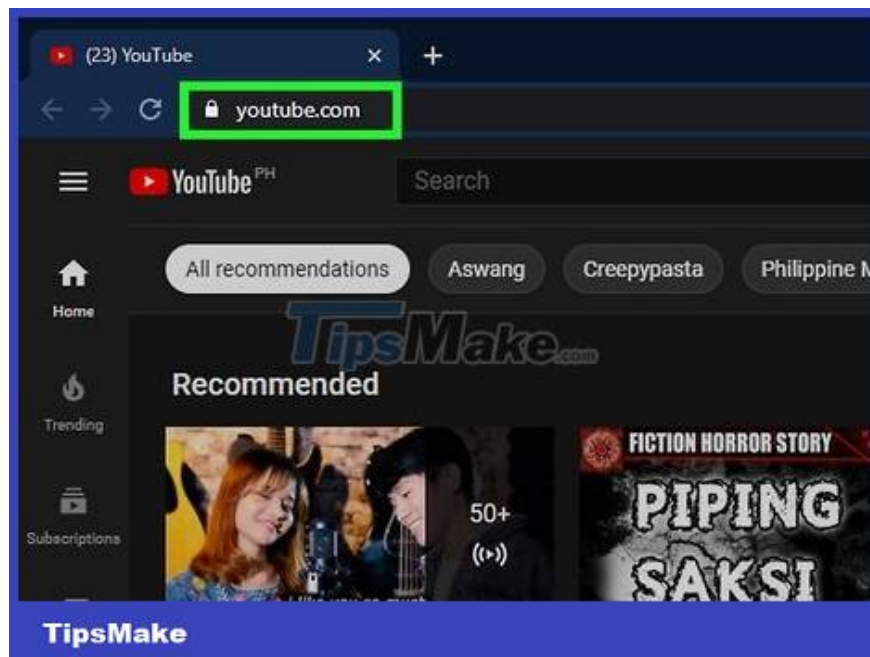 (23) YouTube
youtube.com
YouTube PH
Search
All recommendations
Aswang
Creepypasta
Philippine M
Home
TipsMake.com
Recommended
Trending
FICTION HORROR STORY
PIPING
50+
Subscriptions
SAKSI
TipsMake